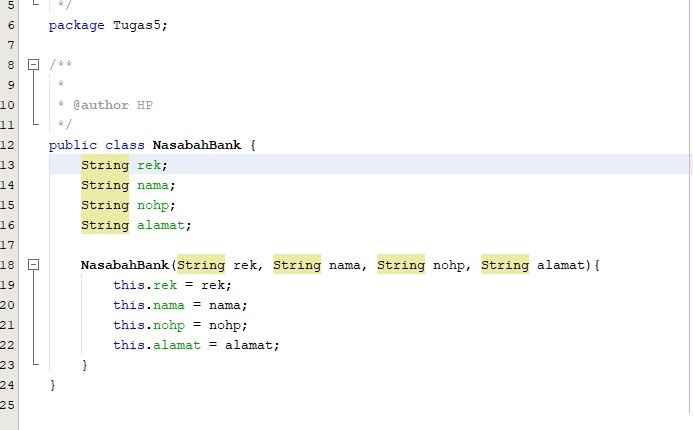 5 */
6 package Tugas5;
7
8 /**
9 *
10 * @author HP
11 */
12 public class NasabahBank {
13 String rek;
14 String nama;
15 String nohp;
16 String alamat;
17
18 NasabahBank(String rek, String nama, String nohp, String alamat){
19 this.rek = rek;
20 this.nama = nama;
21 this.nohp = nohp;
22 this.alamat = alamat;
23 }
24 }
25